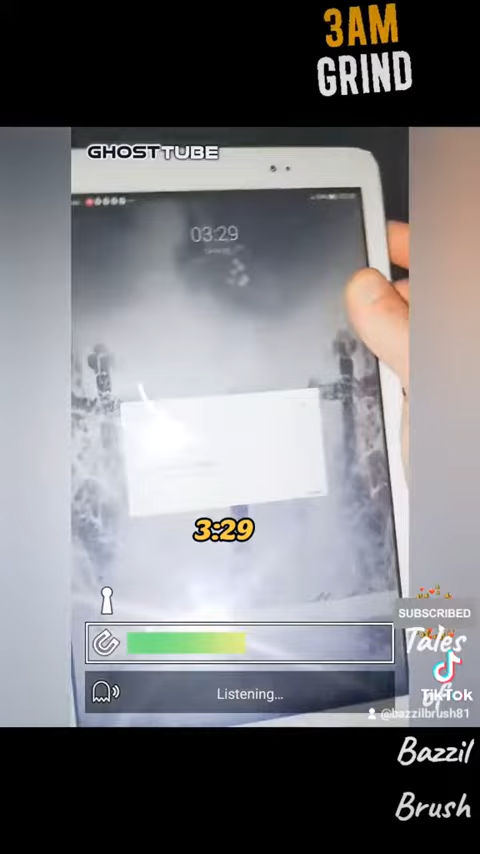 3AM
GRIND
GHOSTTUBE
03:29
3:29
SUBSCRIBED
Listening...
Tales
of
TikTok
@bazzilbrush81
Bazzil
Brush